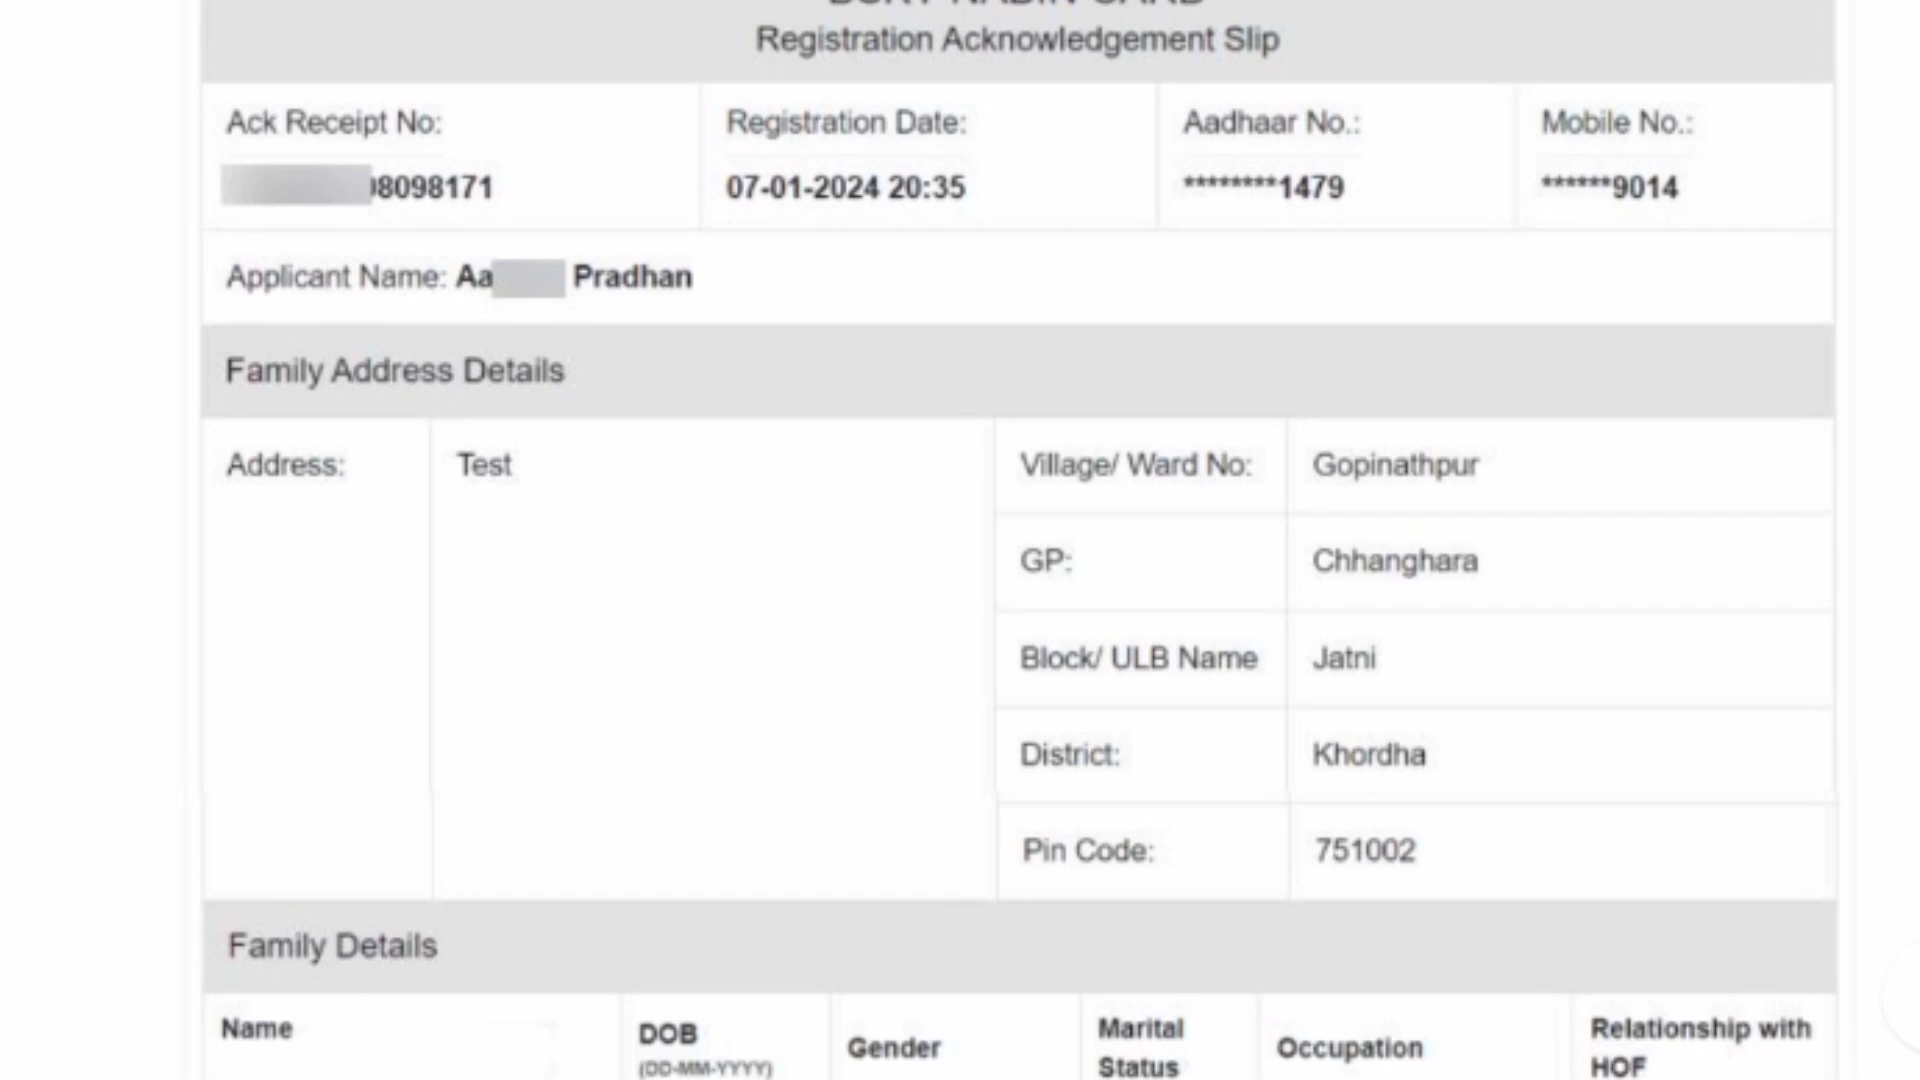 BSKY NABIN CARD
Registration Acknowledgement Slip
Ack Receipt No: Registration Date: Aadhaar No.: Mobile No.:
8098171 07-01-2024 20:35 ********1479 ******9014
Applicant Name: Aa Pradhan
Family Address Details
Address: Test Village/ Ward No: Gopinathpur
GP: Chhanghara
Block/ ULB Name Jatni
District: Khordha
Pin Code: 751002
Family Details
Name DOB Gender Marital Occupation Relationship with
(DD-MM-YYYY) Status HOF